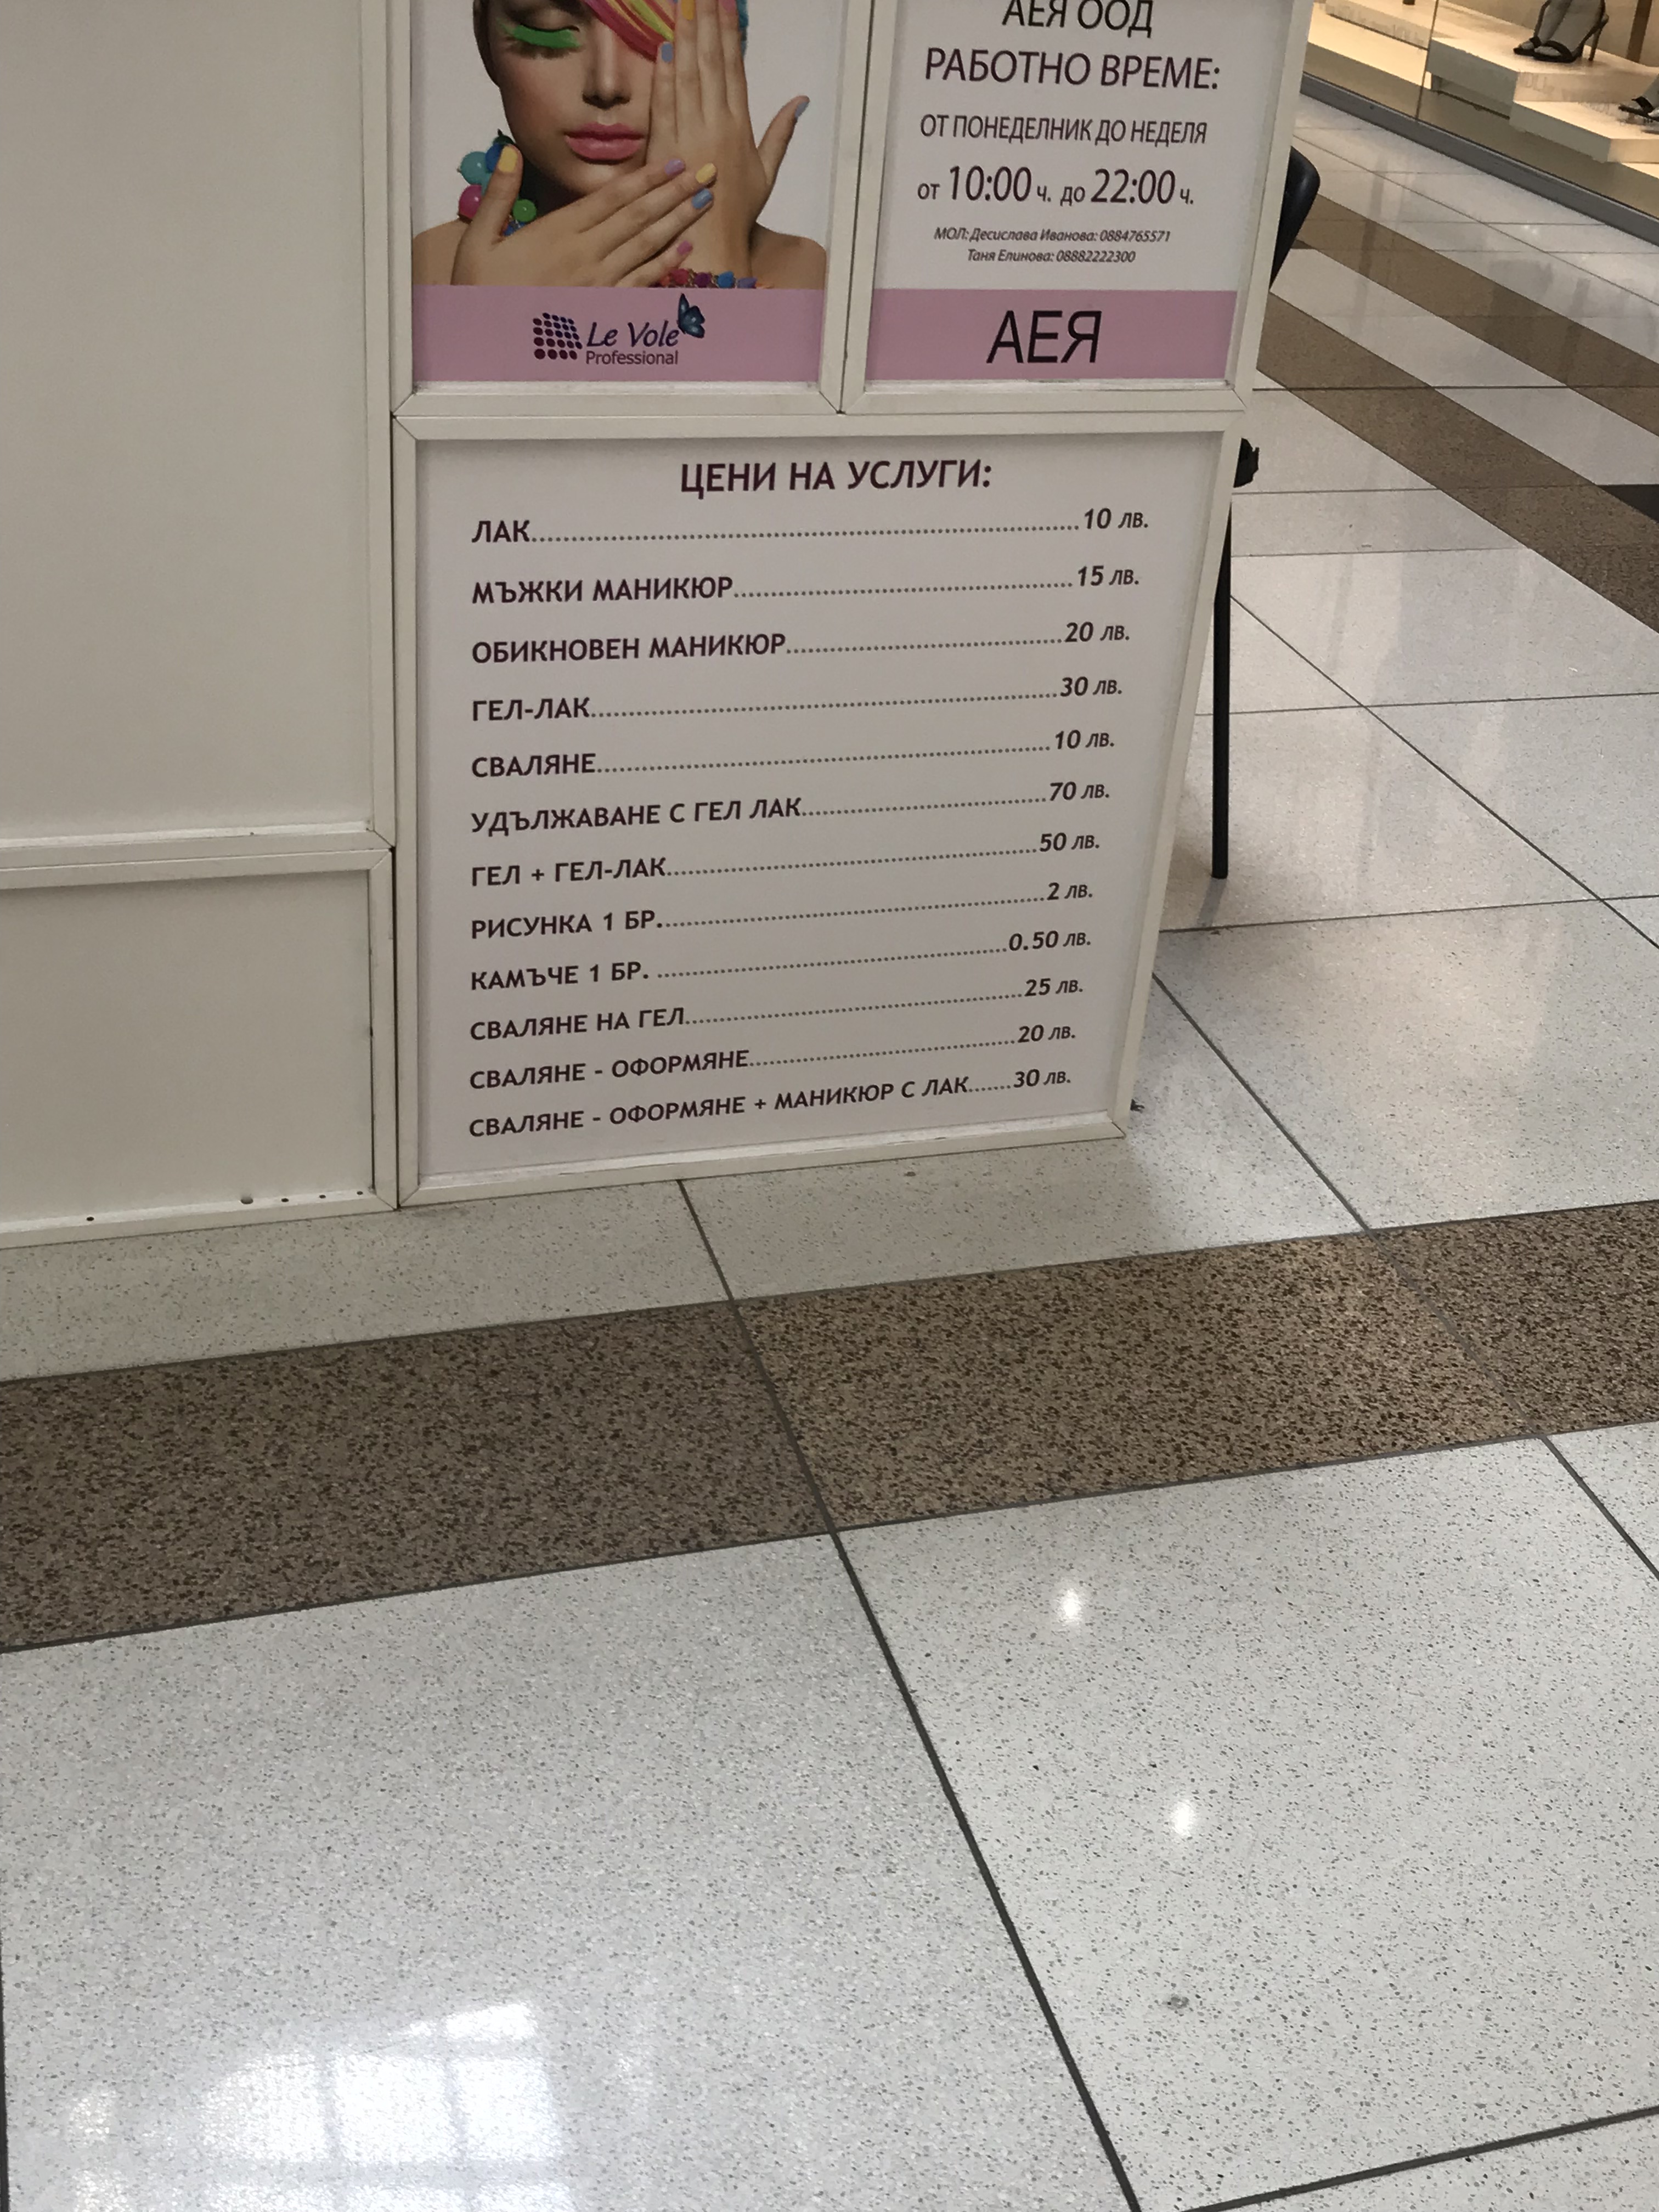 АЕЯ ООД
РАБОТНО ВРЕМЕ:
ОТ ПОНЕДЕЛНИК ДО НЕДЕЛЯ
от 10:00 ч. до 22:00 ч.
МОЛ: Десислава Иванова: 0884765571
Таня Елинова: 08882222300
Le Vole
Professional
АЕЯ
ЦЕНИ НА УСЛУГИ:
ЛАК........................................................................10 лв.
МЪЖКИ МАНИКЮР............................................15 лв.
ОБИКНОВЕН МАНИКЮР....................................20 лв.
ГЕЛ-ЛАК..............................................................30 лв.
СВАЛЯНЕ.............................................................10 лв.
УДЪЛЖАВАНЕ С ГЕЛ ЛАК.................................70 лв.
ГЕЛ + ГЕЛ-ЛАК...................................................50 лв.
РИСУНКА 1 БР.....................................................2 лв.
КАМЪЧЕ 1 БР. ................................................0.50 лв.
СВАЛЯНЕ НА ГЕЛ...............................................25 лв.
СВАЛЯНЕ - ОФОРМЯНЕ.....................................20 лв.
СВАЛЯНЕ - ОФОРМЯНЕ + МАНИКЮР С ЛАК.......30 лв.